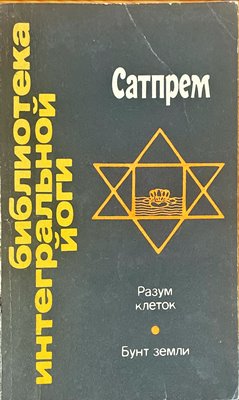 библиотека
интегральной
йоги
Сатпрем
Разум
клеток
Бунт земли